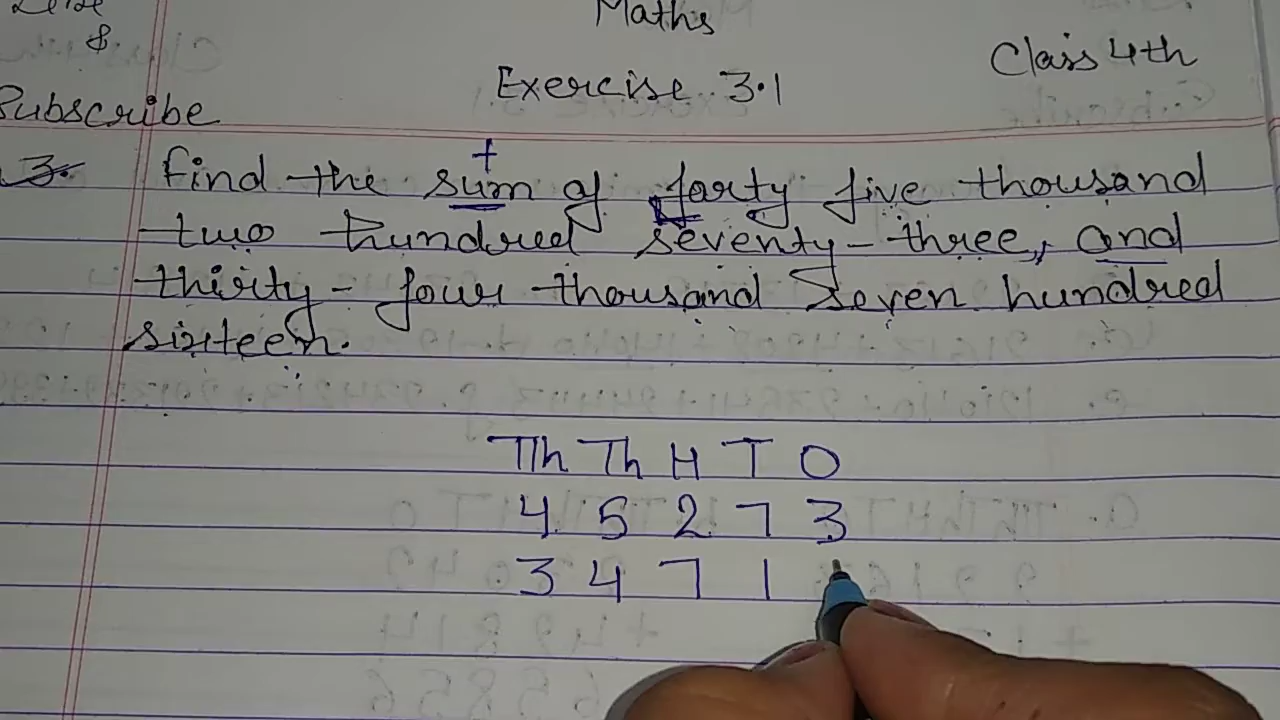 Maths
&
Class 4th
Exercise 3.1
Subscribe
3. Find the sum of forty five thousand
+
two hundred seventy-three, and
thirty-four thousand seven hundred
sixteen.
TTh Th H T O
4 5 2 7 3
3 4 7 1